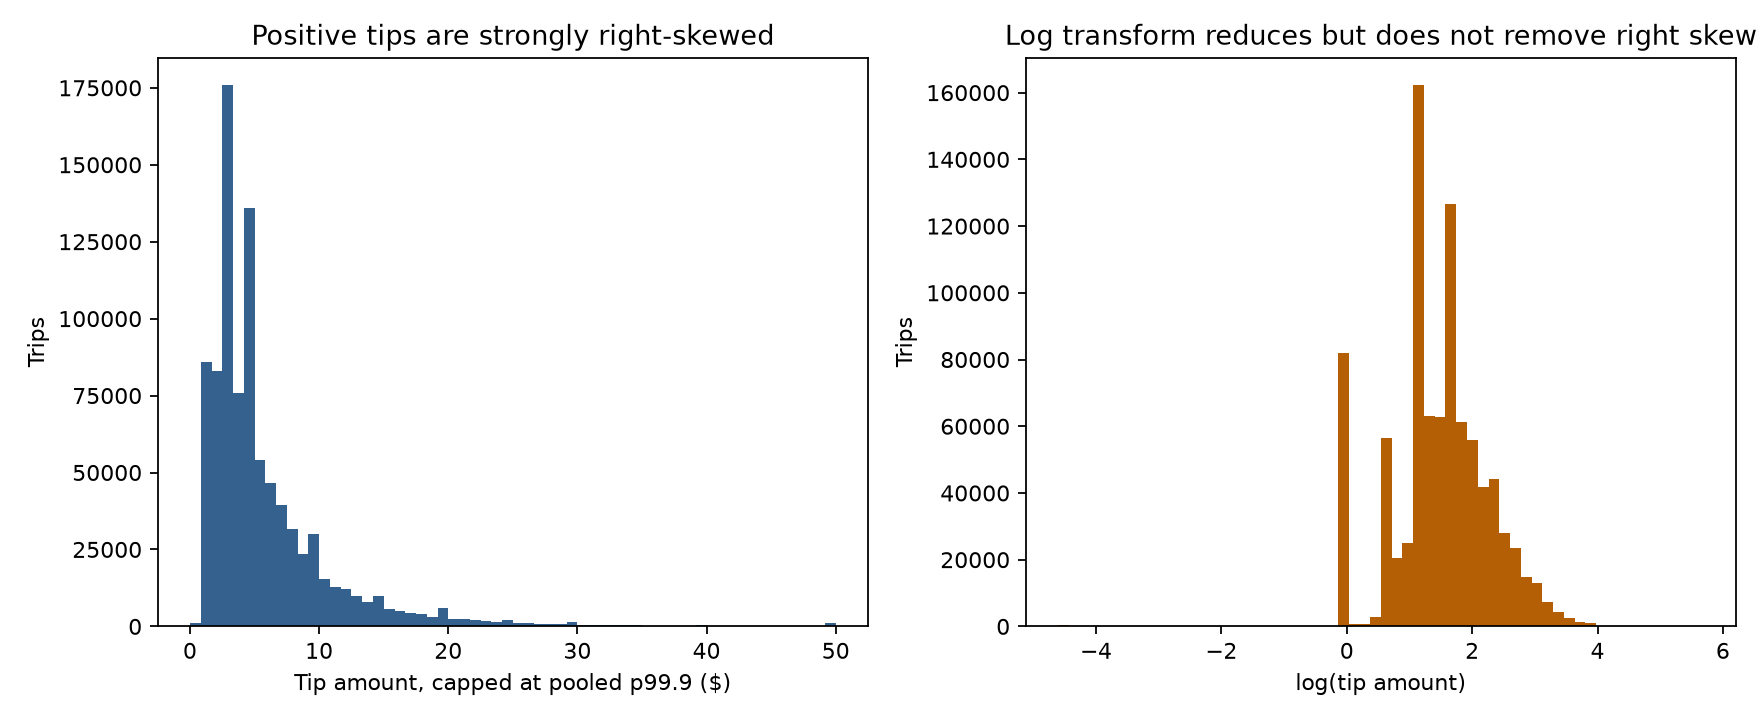 Positive tips are strongly right-skewed
175000
150000
125000
100000
75000
50000
25000
0
Trips
0 10 20 30 40 50
Tip amount, capped at pooled p99.9 ($)
Log transform reduces but does not remove right skew
160000
140000
120000
100000
80000
60000
40000
20000
0
Trips
−4 −2 0 2 4 6
log(tip amount)